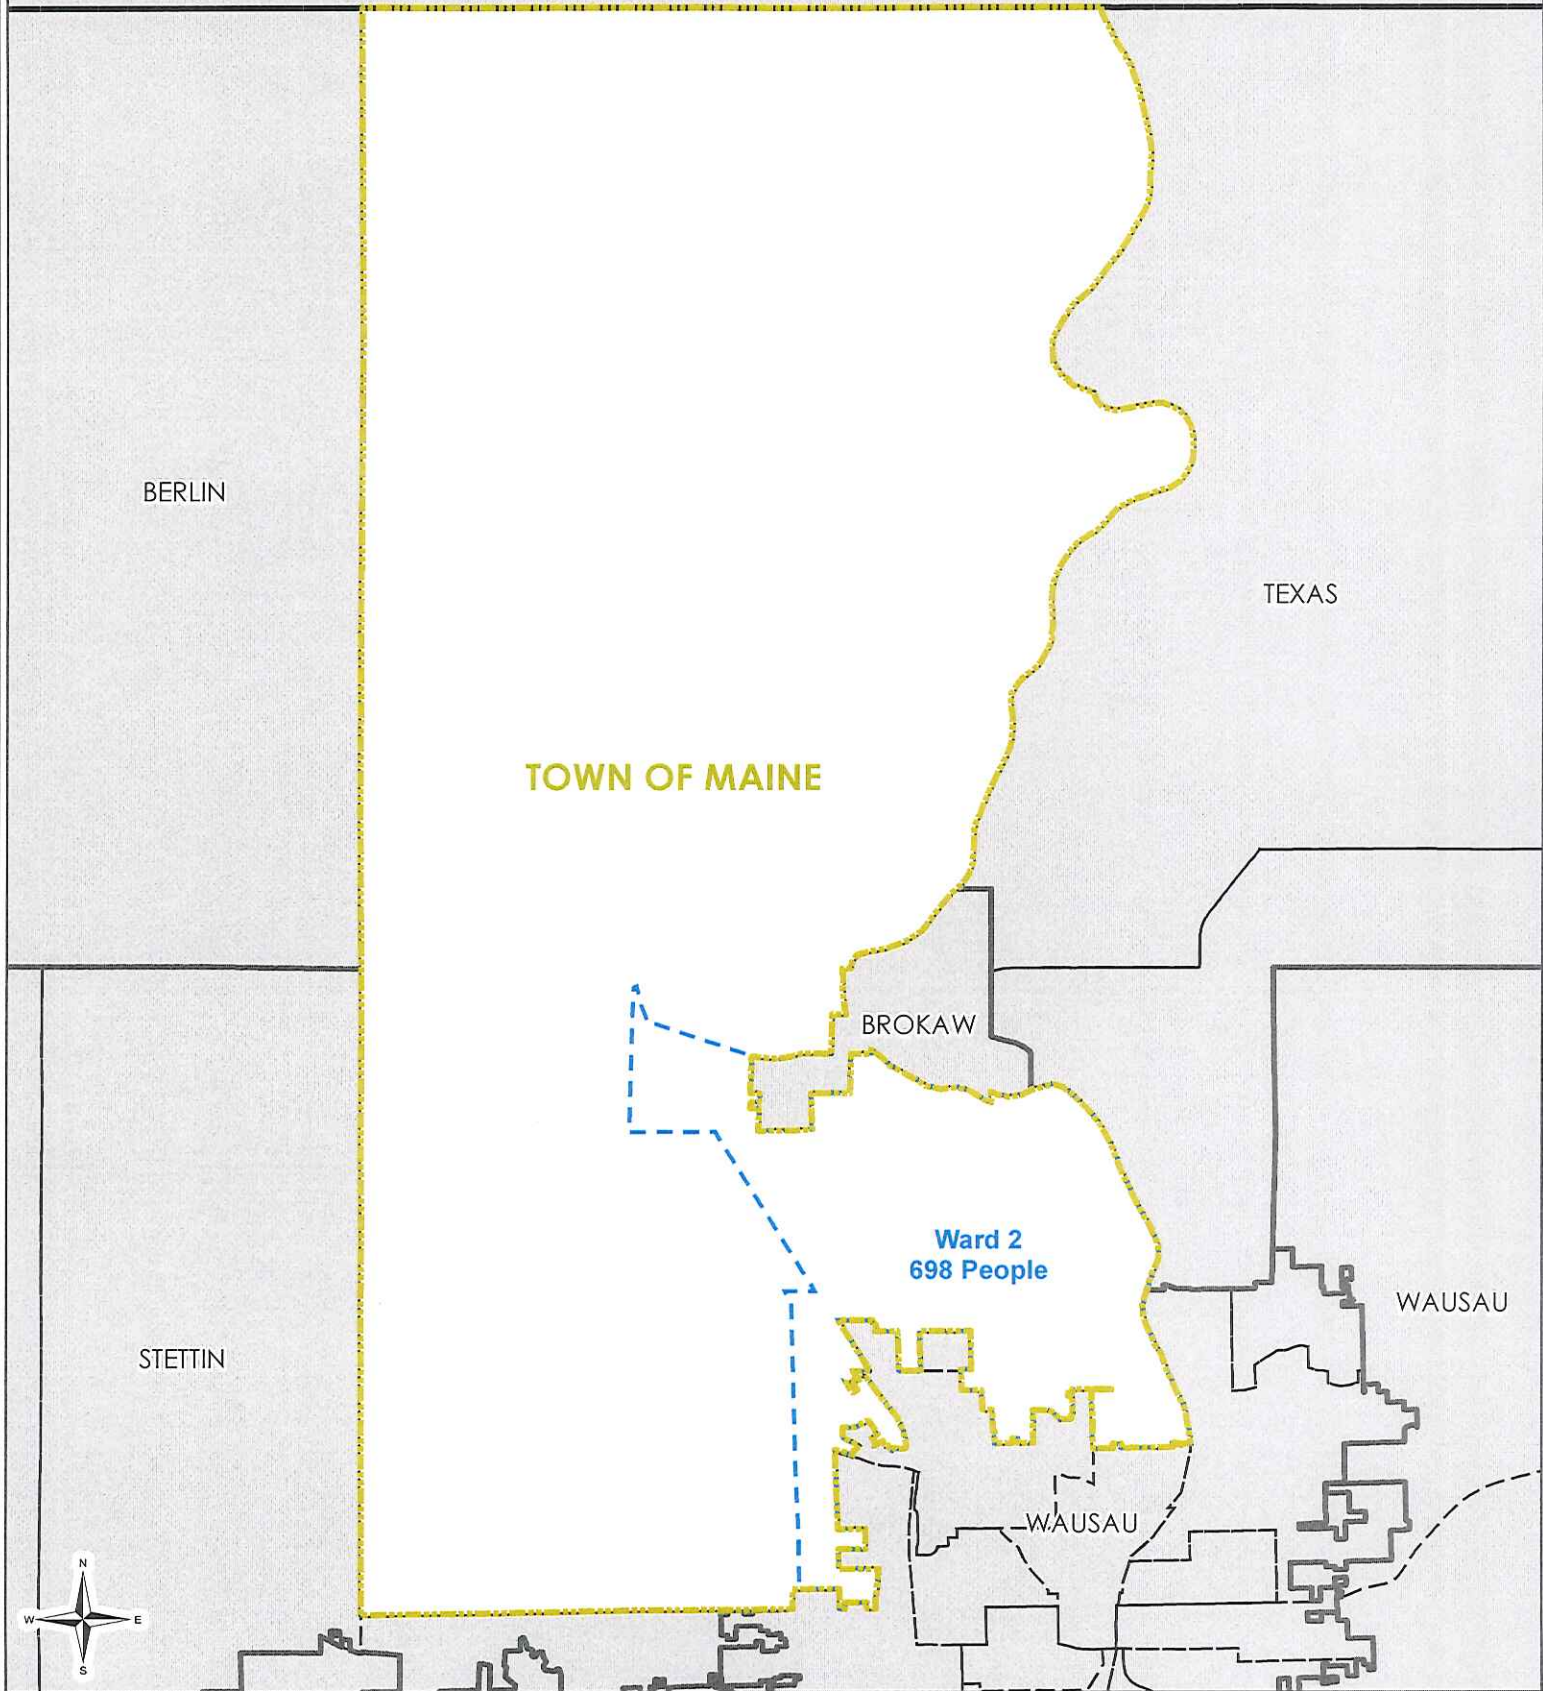 BERLIN
TEXAS
TOWN OF MAINE
BROKAW
Ward 2
698 People
WAUSAU
STETTIN
WAUSAU
N
W
E
S